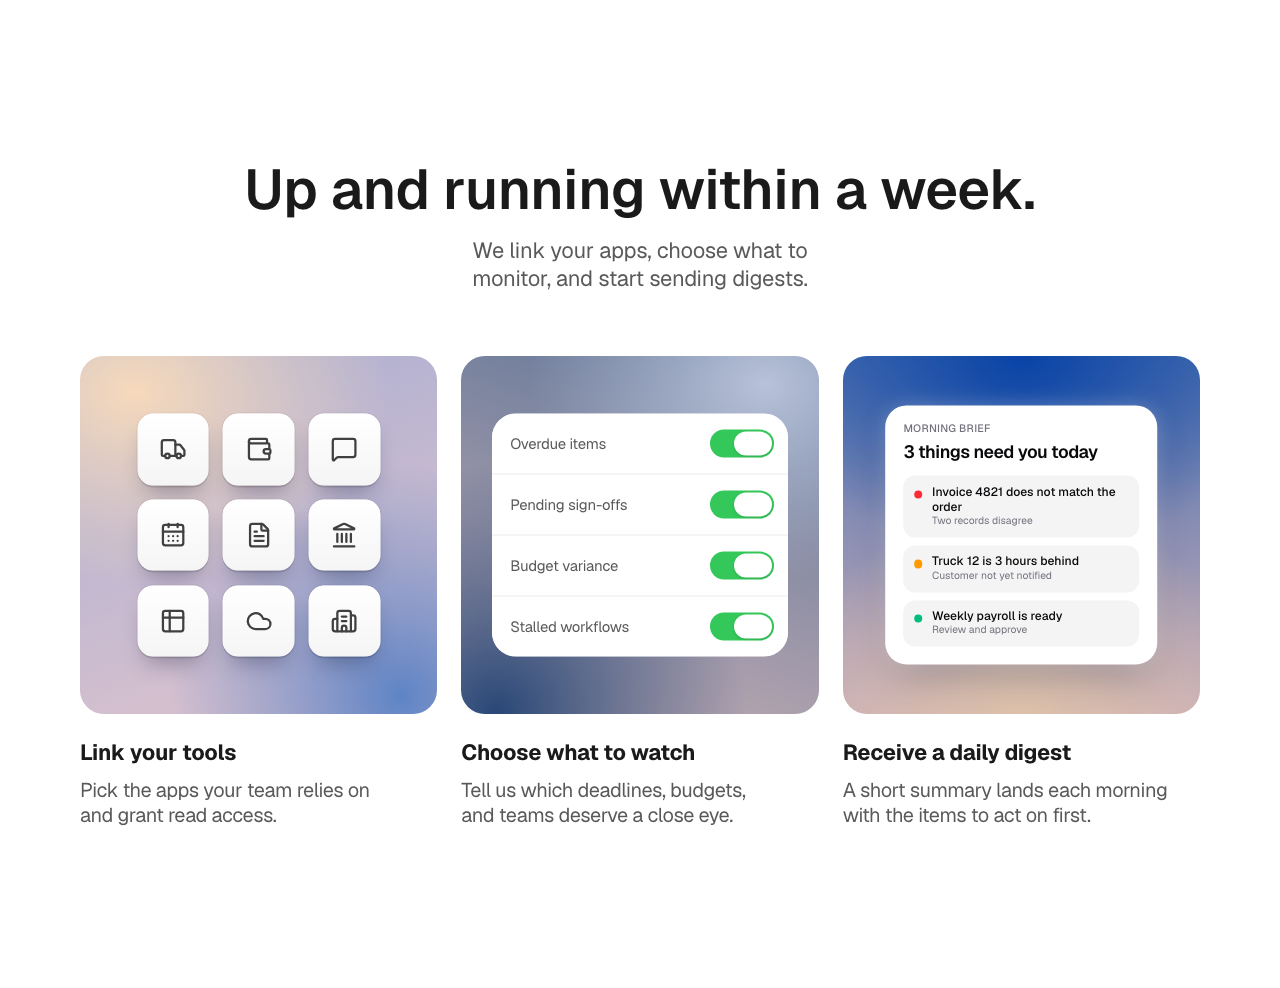 Up and running within a week.
We link your apps, choose what to
monitor, and start sending digests.
Overdue items
Pending sign-offs
Budget variance
Stalled workflows
MORNING BRIEF
3 things need you today
Invoice 4821 does not match the
order
Two records disagree
Truck 12 is 3 hours behind
Customer not yet notified
Weekly payroll is ready
Review and approve
Link your tools
Pick the apps your team relies on
and grant read access.
Choose what to watch
Tell us which deadlines, budgets,
and teams deserve a close eye.
Receive a daily digest
A short summary lands each morning
with the items to act on first.